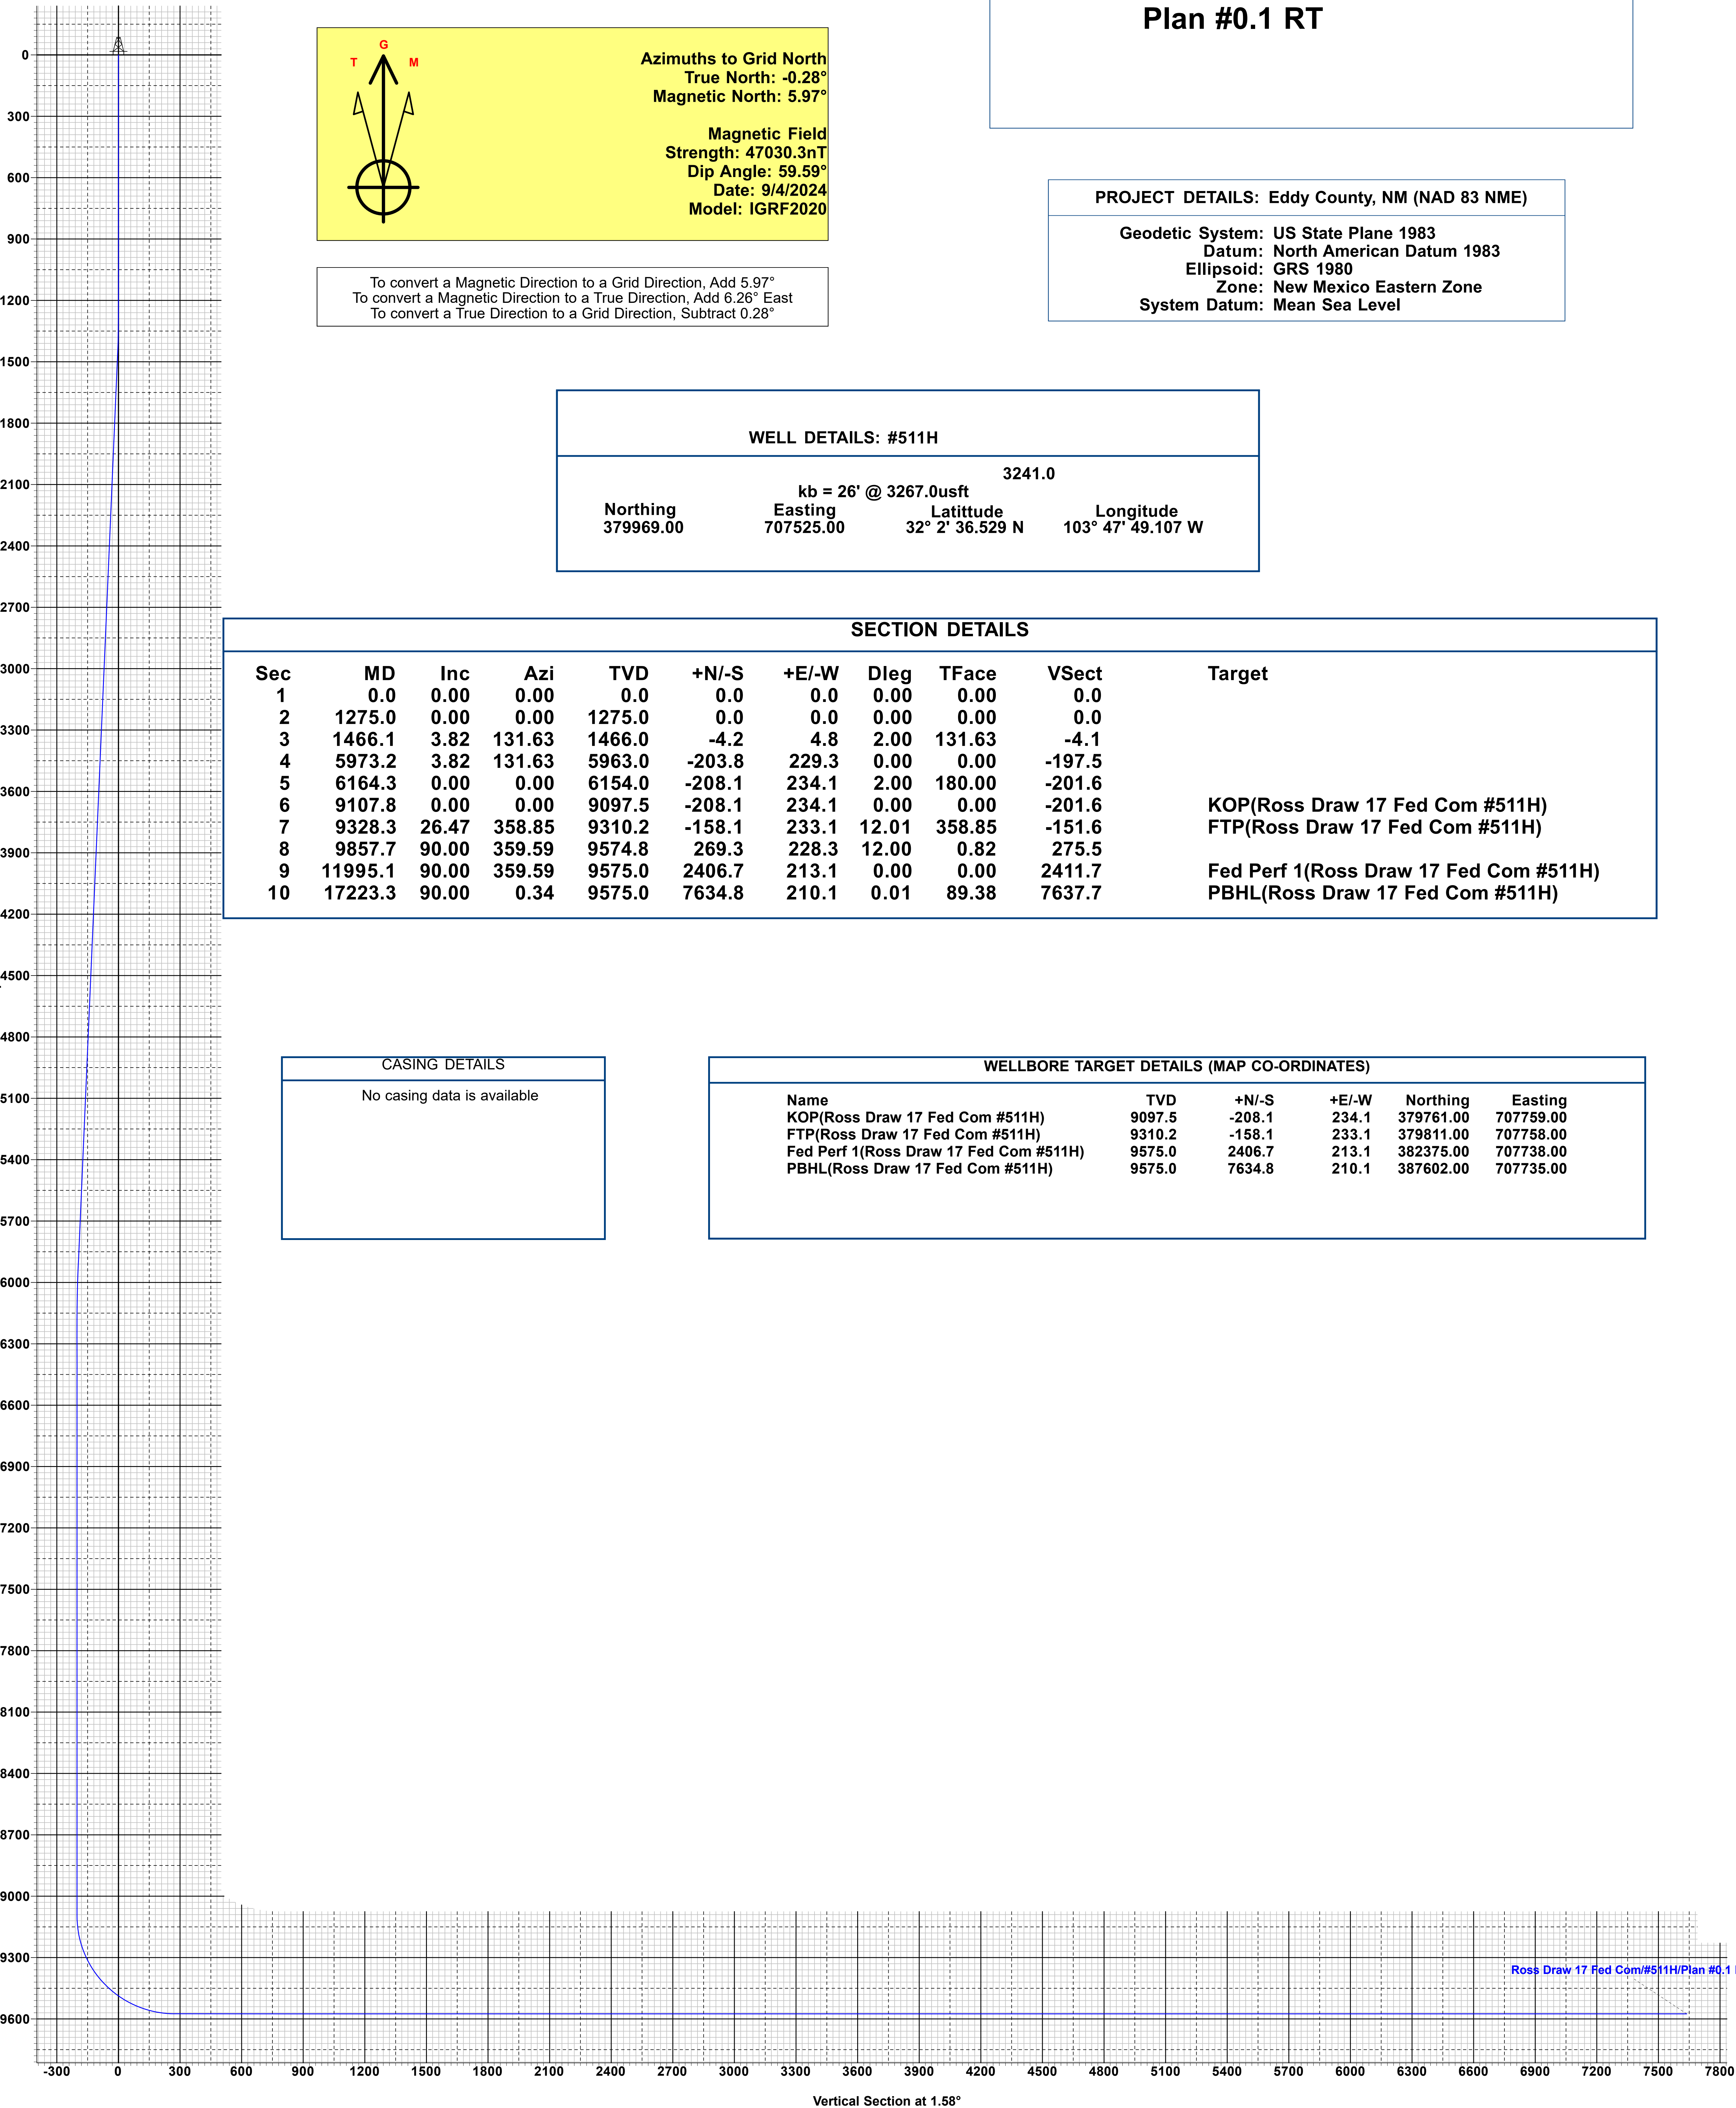 Plan #0.1 RT
G
T M
Azimuths to Grid North
True North: -0.28°
Magnetic North: 5.97°
Magnetic Field
Strength: 47030.3nT
Dip Angle: 59.59°
Date: 9/4/2024
Model: IGRF2020
To convert a Magnetic Direction to a Grid Direction, Add 5.97°
To convert a Magnetic Direction to a True Direction, Add 6.26° East
To convert a True Direction to a Grid Direction, Subtract 0.28°
PROJECT DETAILS: Eddy County, NM (NAD 83 NME)
Geodetic System: US State Plane 1983
Datum: North American Datum 1983
Ellipsoid: GRS 1980
Zone: New Mexico Eastern Zone
System Datum: Mean Sea Level
WELL DETAILS: #511H
3241.0
kb = 26' @ 3267.0usft
Northing Easting Latittude Longitude
379969.00 707525.00 32° 2' 36.529 N 103° 47' 49.107 W
SECTION DETAILS
Sec MD Inc Azi TVD +N/-S +E/-W Dleg TFace VSect Target
1 0.0 0.00 0.00 0.0 0.0 0.0 0.00 0.00 0.0
2 1275.0 0.00 0.00 1275.0 0.0 0.0 0.00 0.00 0.0
3 1466.1 3.82 131.63 1466.0 -4.2 4.8 2.00 131.63 -4.1
4 5973.2 3.82 131.63 5963.0 -203.8 229.3 0.00 0.00 -197.5
5 6164.3 0.00 0.00 6154.0 -208.1 234.1 2.00 180.00 -201.6
6 9107.8 0.00 0.00 9097.5 -208.1 234.1 0.00 0.00 -201.6 KOP(Ross Draw 17 Fed Com #511H)
7 9328.3 26.47 358.85 9310.2 -158.1 233.1 12.01 358.85 -151.6 FTP(Ross Draw 17 Fed Com #511H)
8 9857.7 90.00 359.59 9574.8 269.3 228.3 12.00 0.82 275.5
9 11995.1 90.00 359.59 9575.0 2406.7 213.1 0.00 0.00 2411.7 Fed Perf 1(Ross Draw 17 Fed Com #511H)
10 17223.3 90.00 0.34 9575.0 7634.8 210.1 0.01 89.38 7637.7 PBHL(Ross Draw 17 Fed Com #511H)
CASING DETAILS
No casing data is available
WELLBORE TARGET DETAILS (MAP CO-ORDINATES)
Name TVD +N/-S +E/-W Northing Easting
KOP(Ross Draw 17 Fed Com #511H) 9097.5 -208.1 234.1 379761.00 707759.00
FTP(Ross Draw 17 Fed Com #511H) 9310.2 -158.1 233.1 379811.00 707758.00
Fed Perf 1(Ross Draw 17 Fed Com #511H) 9575.0 2406.7 213.1 382375.00 707738.00
PBHL(Ross Draw 17 Fed Com #511H) 9575.0 7634.8 210.1 387602.00 707735.00
0
300
600
900
1200
1500
1800
2100
2400
2700
3000
3300
3600
3900
4200
4500
4800
5100
5400
5700
6000
6300
6600
6900
7200
7500
7800
8100
8400
8700
9000
9300
9600
Ross Draw 17 Fed Com/#511H/Plan #0.1
-300 0 300 600 900 1200 1500 1800 2100 2400 2700 3000 3300 3600 3900 4200 4500 4800 5100 5400 5700 6000 6300 6600 6900 7200 7500 7800
Vertical Section at 1.58°